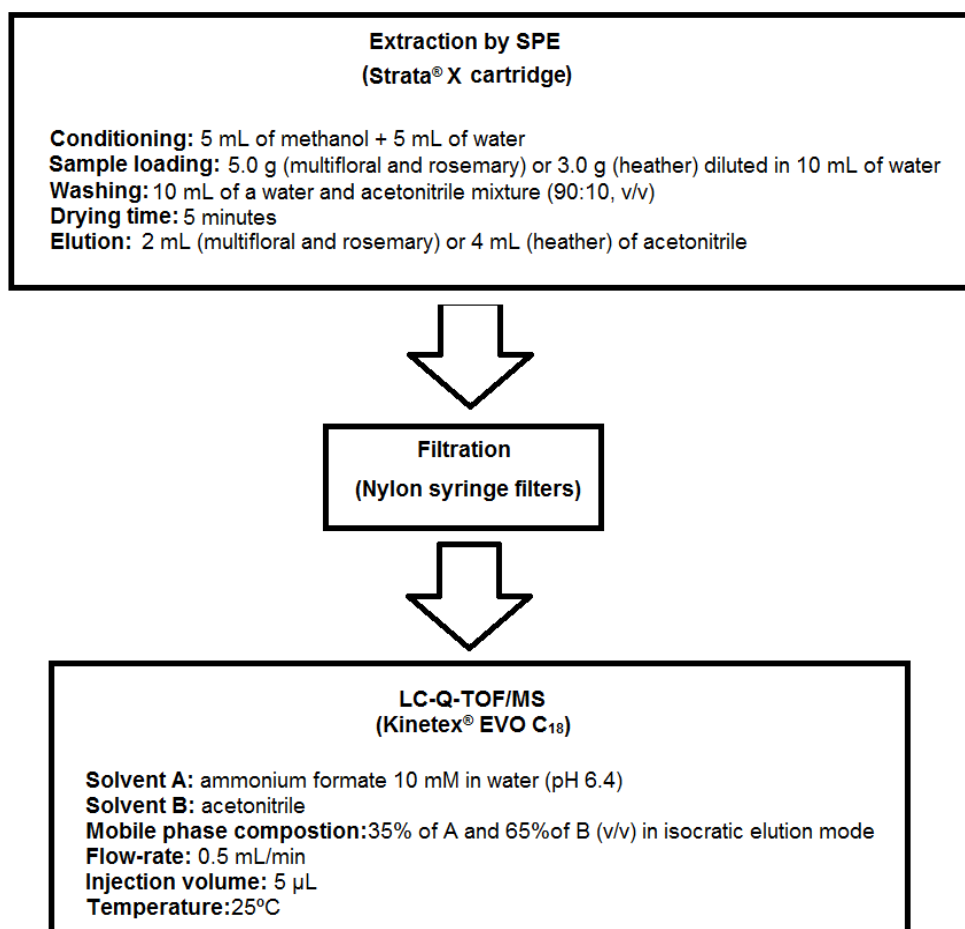 Extraction by SPE
(Strata® X cartridge)
Conditioning: 5 mL of methanol + 5 mL of water
Sample loading: 5.0 g (multifloral and rosemary) or 3.0 g (heather) diluted in 10 mL of water
Washing: 10 mL of a water and acetonitrile mixture (90:10, v/v)
Drying time: 5 minutes
Elution: 2 mL (multifloral and rosemary) or 4 mL (heather) of acetonitrile
Filtration
(Nylon syringe filters)
LC-Q-TOF/MS
(Kinetex® EVO C₁₈)
Solvent A: ammonium formate 10 mM in water (pH 6.4)
Solvent B: acetonitrile
Mobile phase compostion:35% of A and 65%of B (v/v) in isocratic elution mode
Flow-rate: 0.5 mL/min
Injection volume: 5 µL
Temperature:25ºC